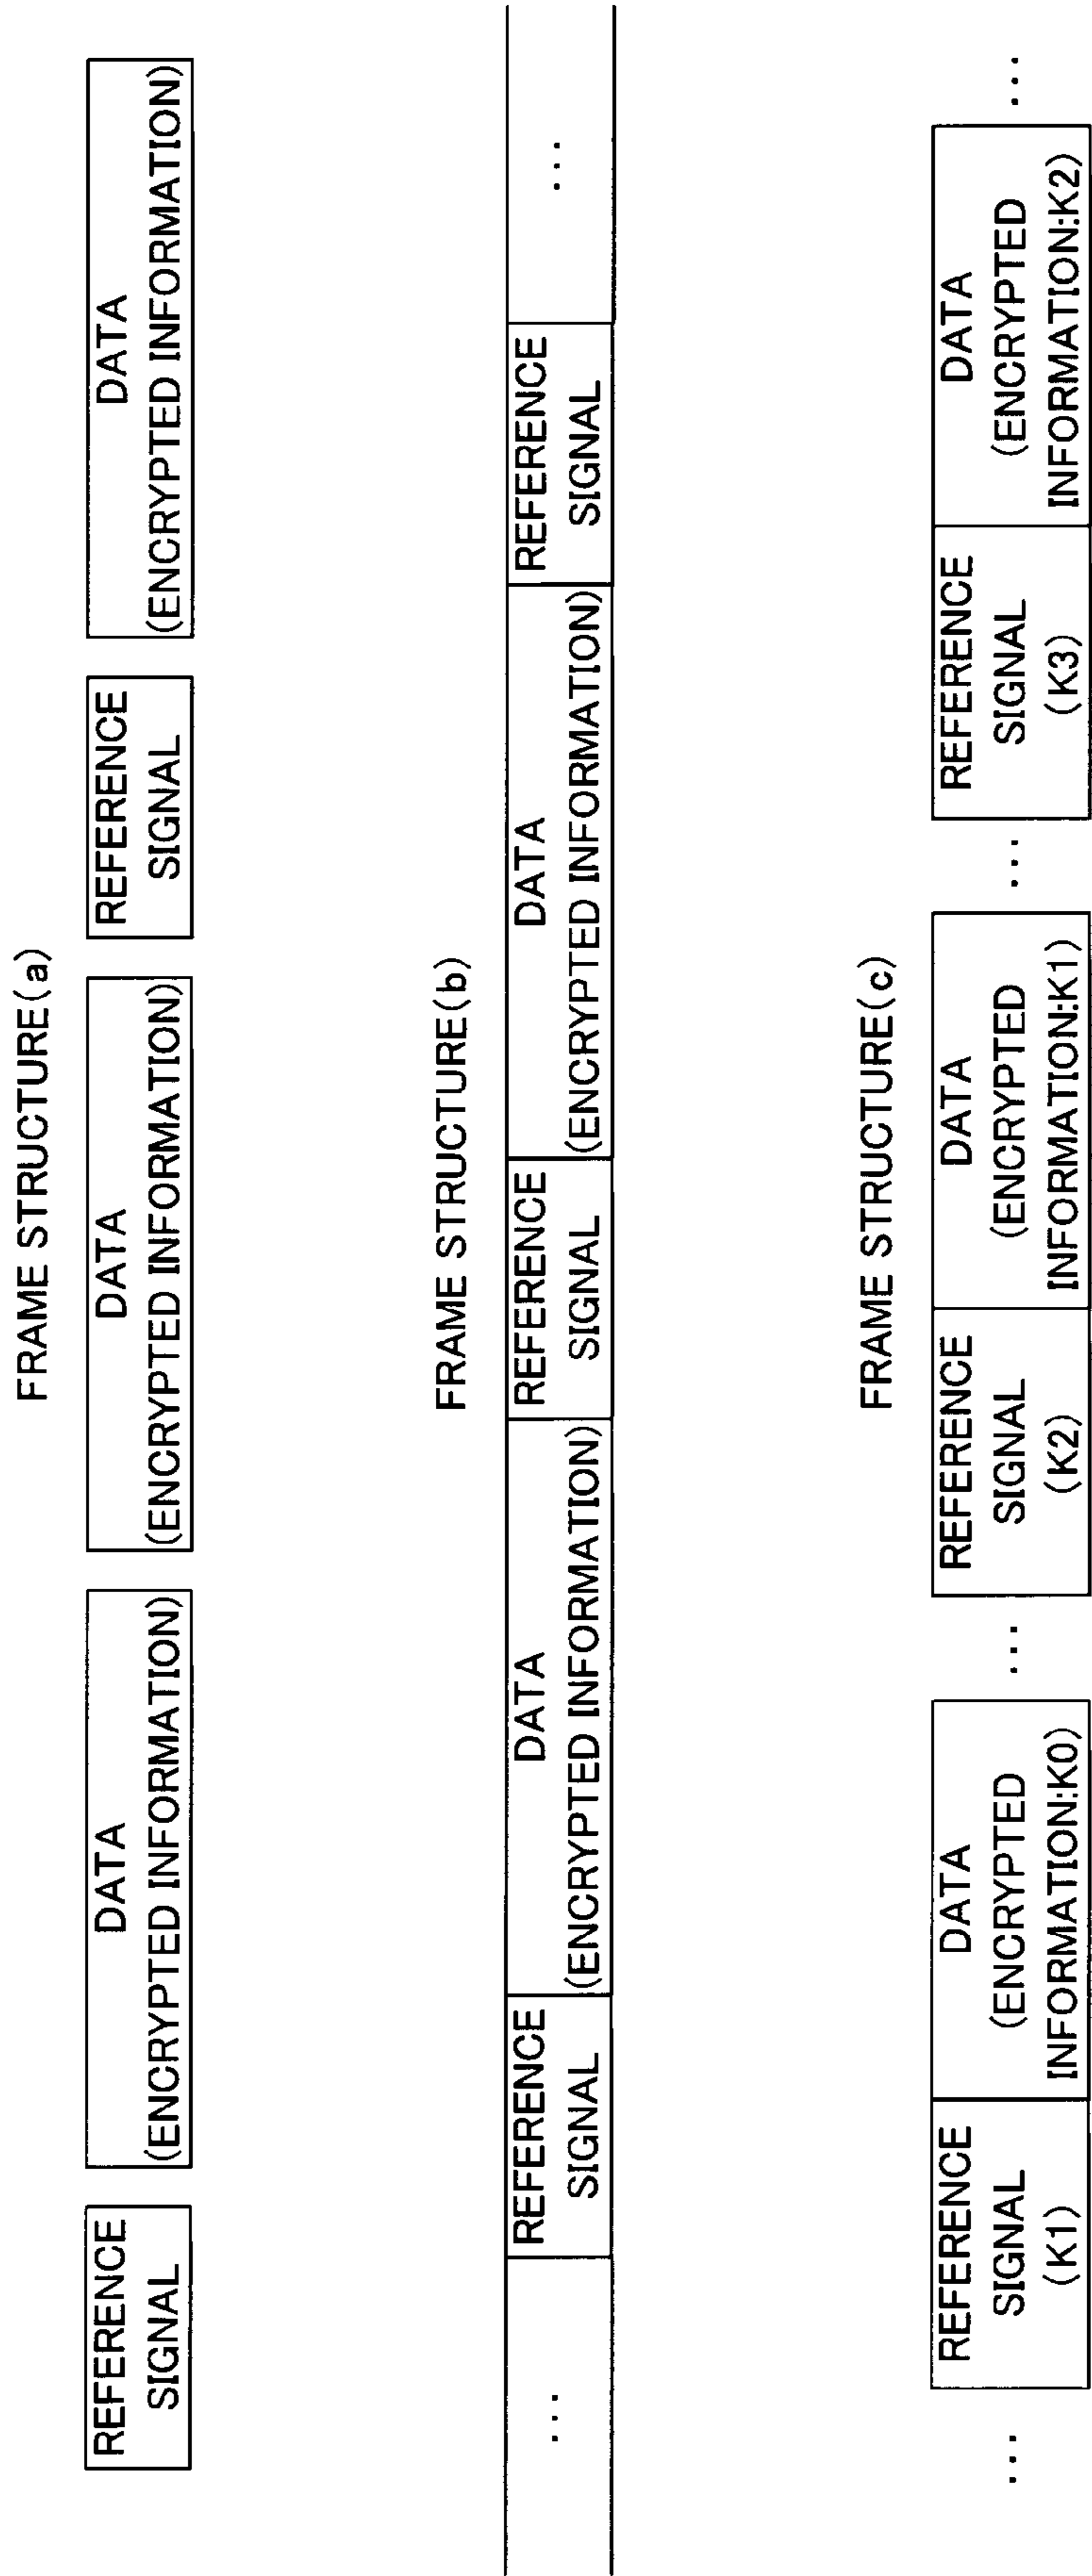 FRAME STRUCTURE(a)
REFERENCE
SIGNAL
DATA
(ENCRYPTED INFORMATION)
DATA
(ENCRYPTED INFORMATION)
REFERENCE
SIGNAL
DATA
(ENCRYPTED INFORMATION)
FRAME STRUCTURE(b)
...
REFERENCE
SIGNAL
DATA
(ENCRYPTED INFORMATION)
REFERENCE
SIGNAL
DATA
(ENCRYPTED INFORMATION)
REFERENCE
SIGNAL
...
FRAME STRUCTURE(c)
...
REFERENCE
SIGNAL
(K1)
DATA
(ENCRYPTED
INFORMATION:K0)
...
REFERENCE
SIGNAL
(K2)
DATA
(ENCRYPTED
INFORMATION:K1)
...
REFERENCE
SIGNAL
(K3)
DATA
(ENCRYPTED
INFORMATION:K2)
...